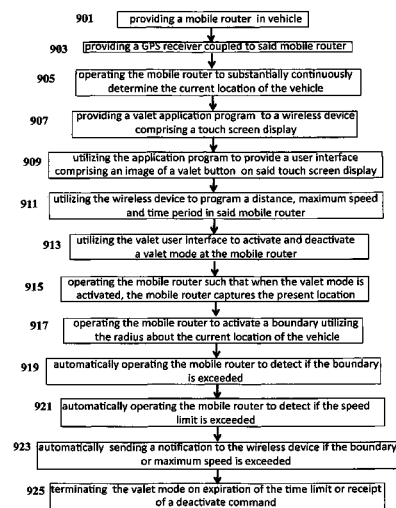 901 providing a mobile router in vehicle
903 providing a GPS receiver coupled to said mobile router
905 operating the mobile router to substantially continuously
determine the current location of the vehicle
907 providing a valet application program to a wireless device
comprising a touch screen display
909 utilizing the application program to provide a user interface
comprising an image of a valet button on said touch screen display
911 utilizing the wireless device to program a distance, maximum speed
and time period in said mobile router
913 utilizing the valet user interface to activate and deactivate
a valet mode at the mobile router
915 operating the mobile router such that when the valet mode is
activated, the mobile router captures the present location
917 operating the mobile router to activate a boundary utilizing
the radius about the current location of the vehicle
919 automatically operating the mobile router to detect if the boundary
is exceeded
921 automatically operating the mobile router to detect if the speed
limit is exceeded
923 automatically sending a notification to the wireless device if the boundary
or maximum speed is exceeded
925 terminating the valet mode on expiration of the time limit or receipt
of a deactivate command